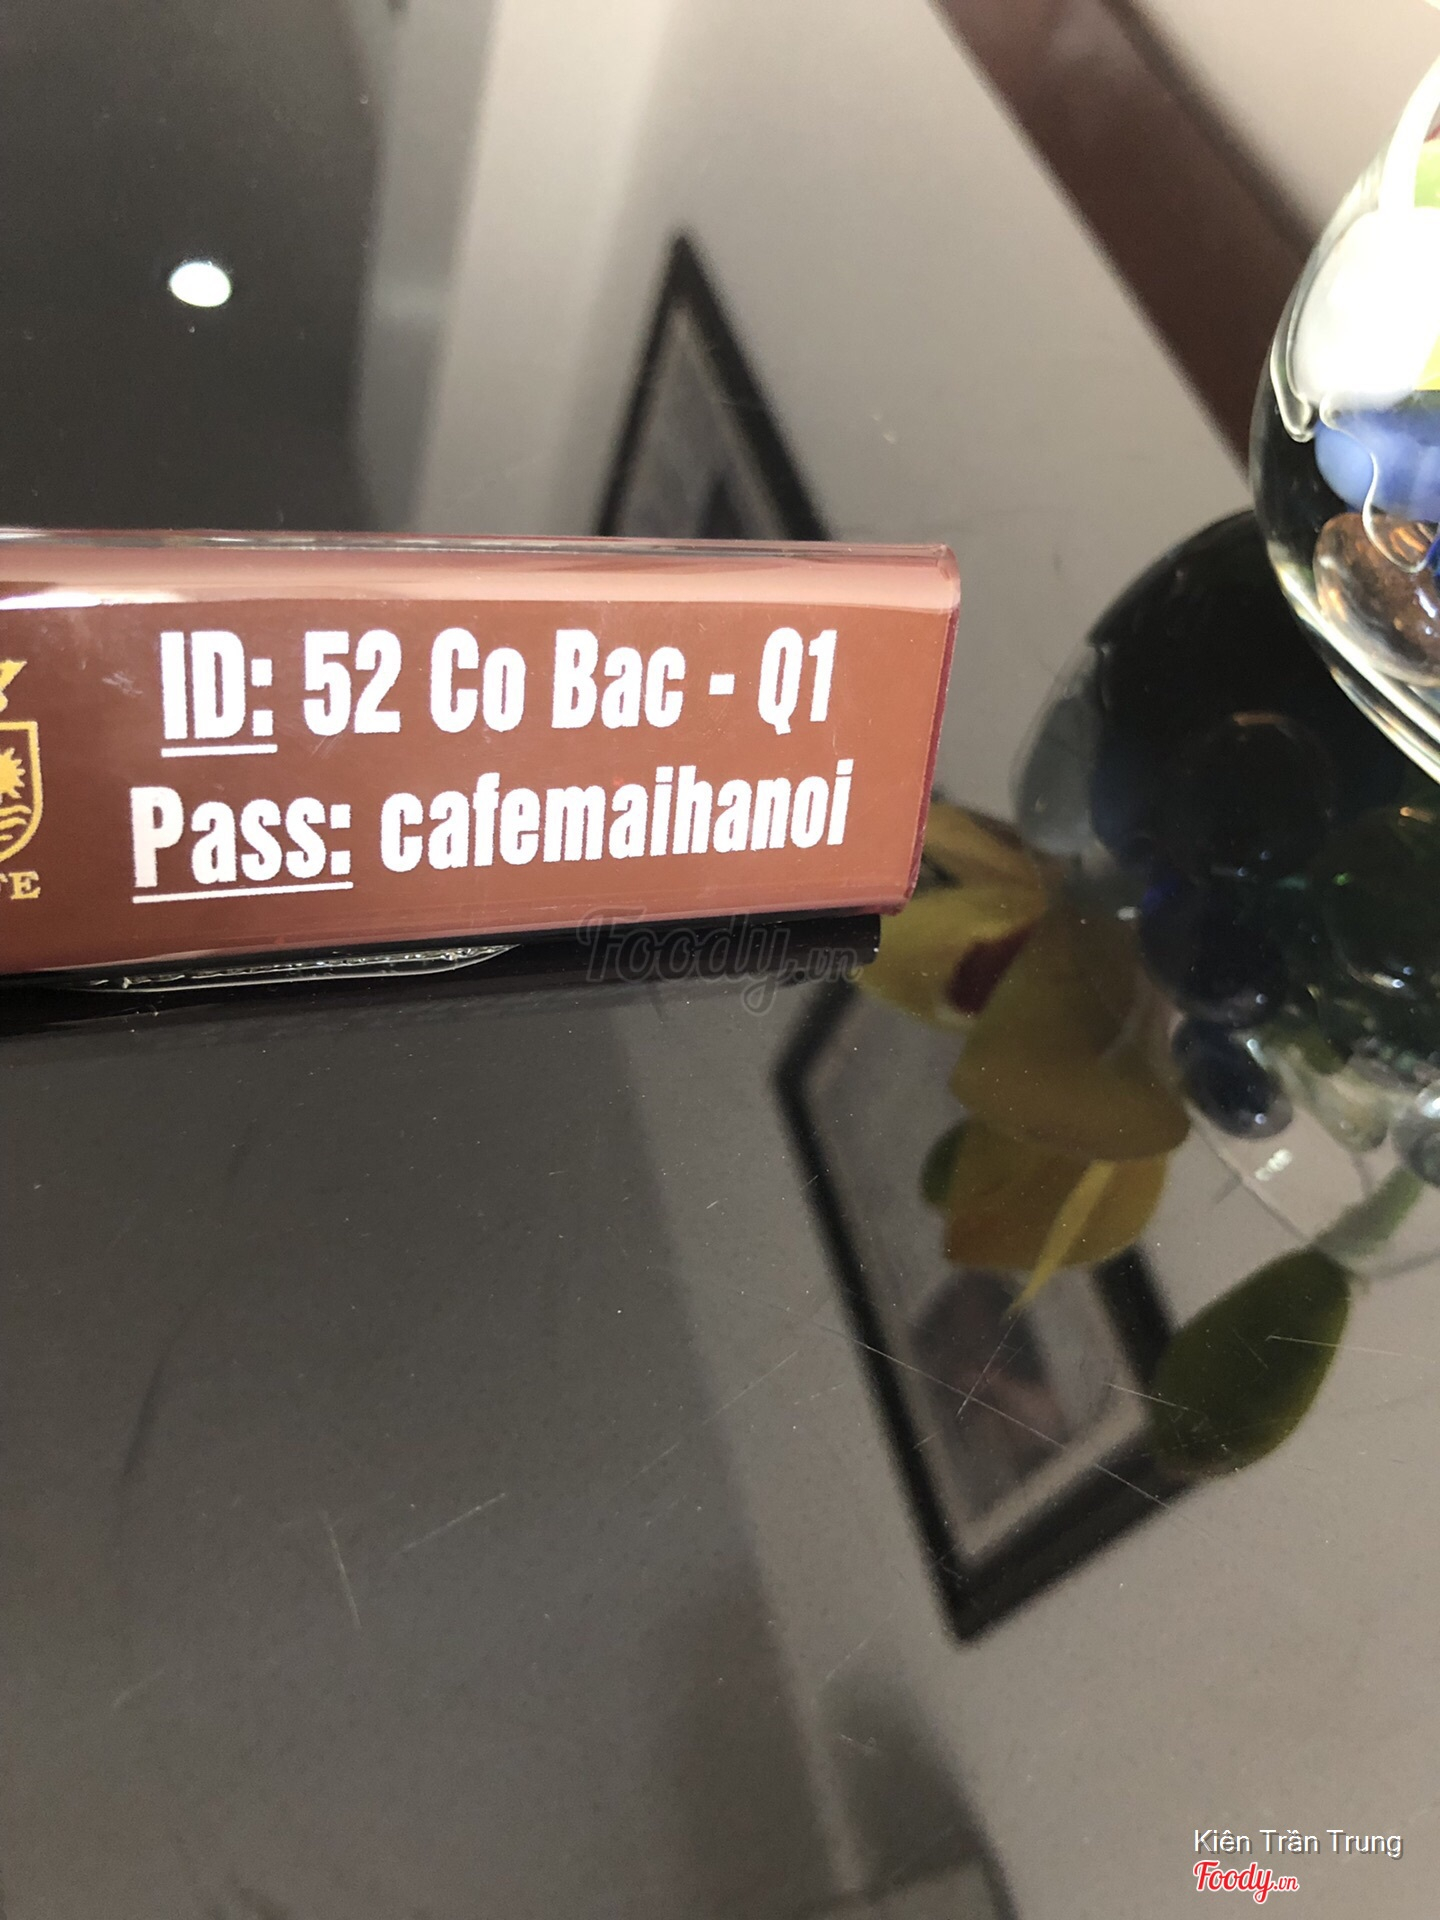 ID: 52 Co Bac - Q1
Pass: cafemaihanoi
Foody.vn
Kiên Trần Trung
Foody.vn